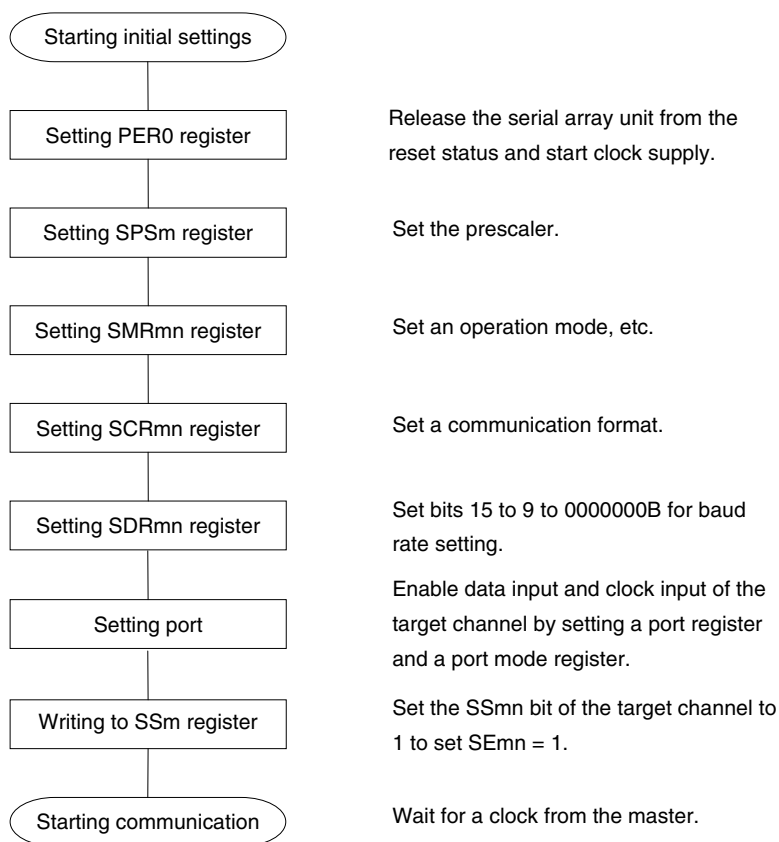 Starting initial settings
Setting PER0 register
Release the serial array unit from the
reset status and start clock supply.
Setting SPSm register
Set the prescaler.
Setting SMRmn register
Set an operation mode, etc.
Setting SCRmn register
Set a communication format.
Setting SDRmn register
Set bits 15 to 9 to 0000000B for baud
rate setting.
Setting port
Enable data input and clock input of the
target channel by setting a port register
and a port mode register.
Writing to SSm register
Set the SSmn bit of the target channel to
1 to set SEmn = 1.
Starting communication
Wait for a clock from the master.